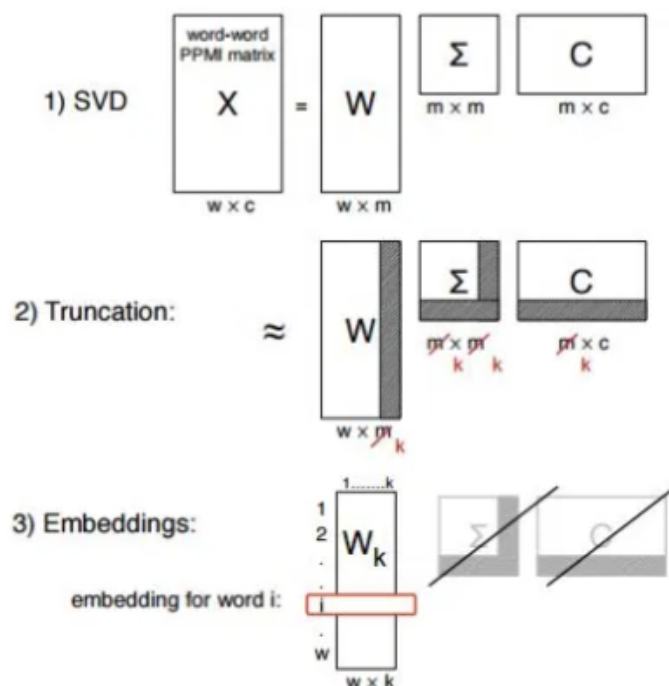 word-word
PPMI matrix
1) SVD
X
=
W
Σ
C
w × c
w × m
m × m
m × c
2) Truncation:
≈
W
Σ
C
w × m
k
m × m
k
k
m × c
k
3) Embeddings:
1.......k
1
2
.
.
i
.
w
W
k
Σ
C
embedding for word i:
w × k